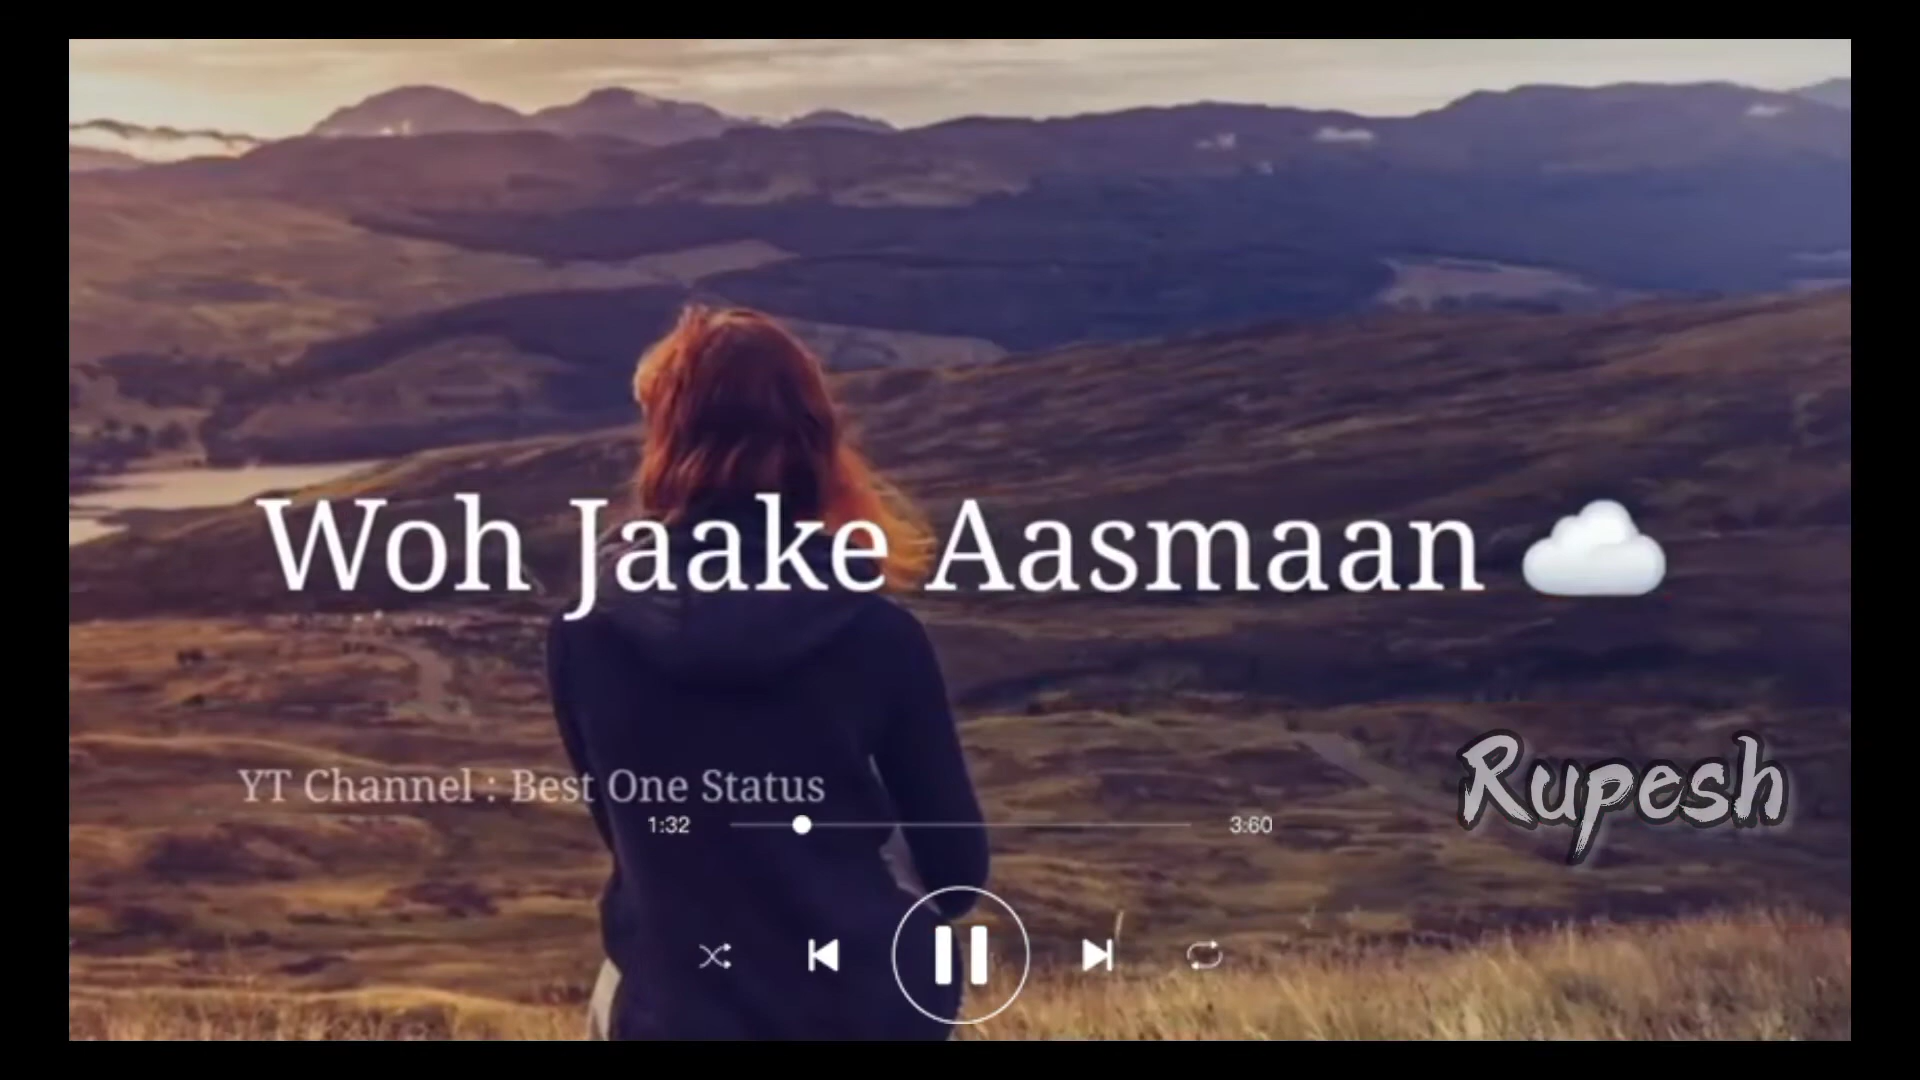 Woh Jaake Aasmaan ☁️
Rupesh
YT Channel : Best One Status
1:32
3:60